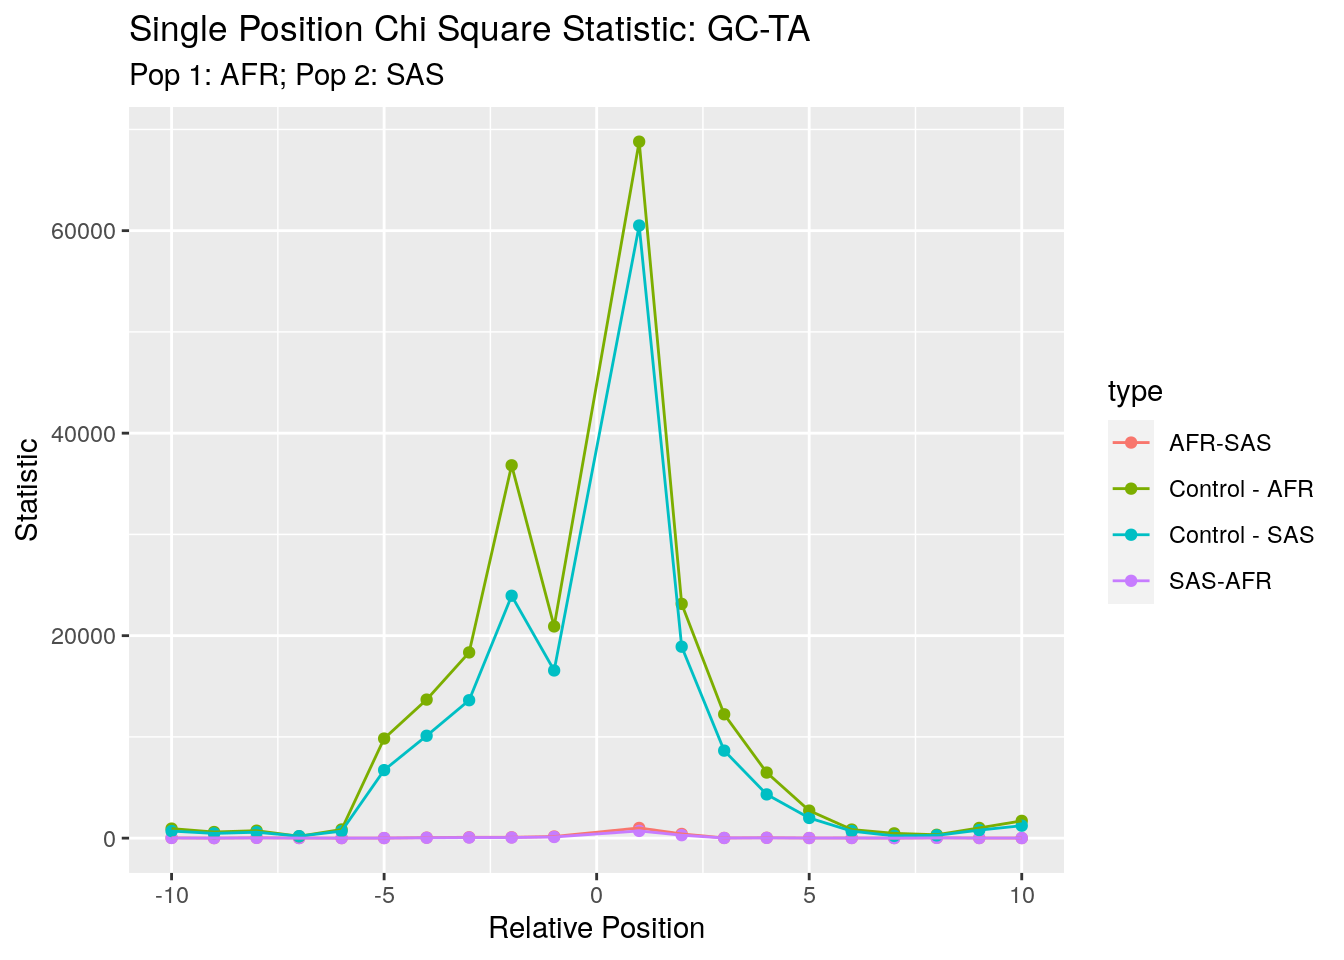 Single Position Chi Square Statistic: GC-TA
Pop 1: AFR; Pop 2: SAS
Statistic
60000
40000
20000
0
-10
-5
0
5
10
Relative Position
type
AFR-SAS
Control - AFR
Control - SAS
SAS-AFR